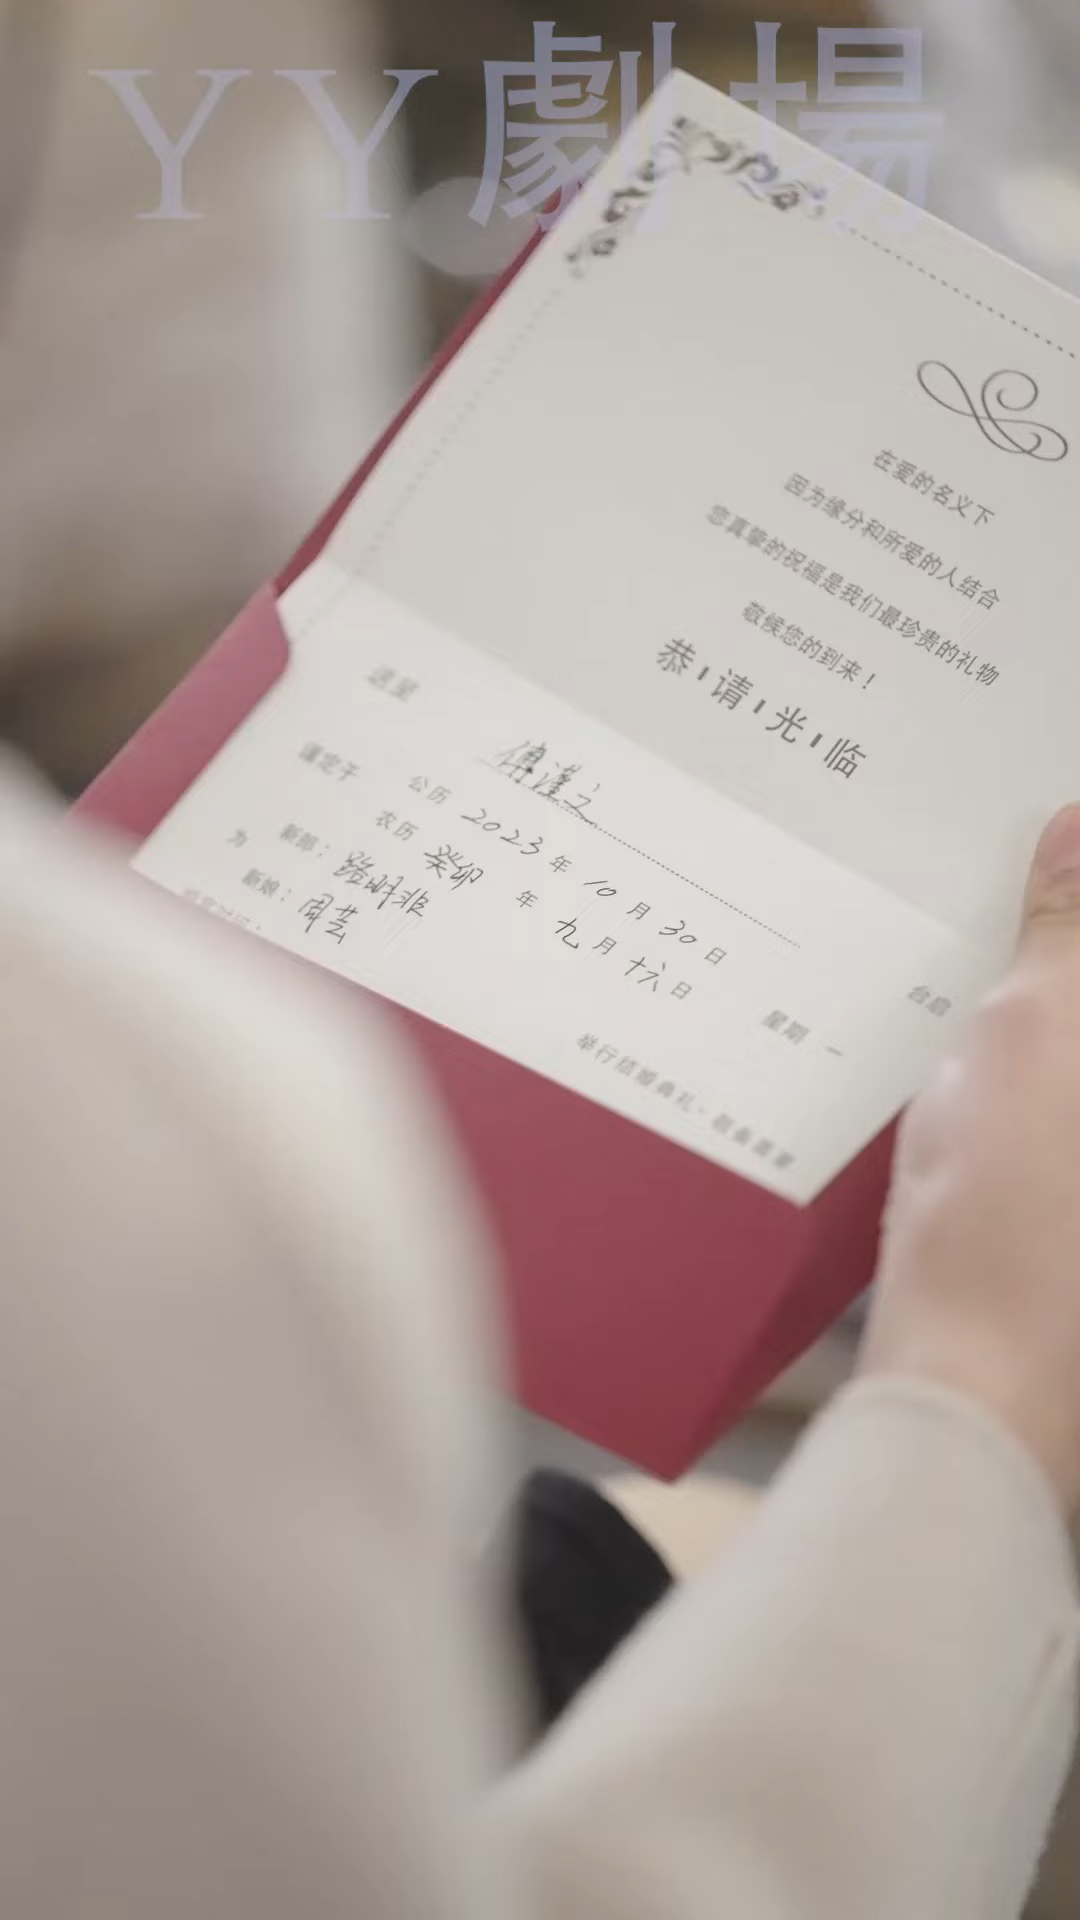 YY劇場
在爱的名义下
因为缘分和所爱的人结合
您真挚的祝福是我们最珍贵的礼物
敬候您的到来！
恭请光临
送呈 傅漢之 台启
谨定于 公历 2023 年 10 月 30 日 星期 一
农历 癸卯 年 九 月 十六 日
为 新郎：路明非
新娘：周芸
举行结婚典礼